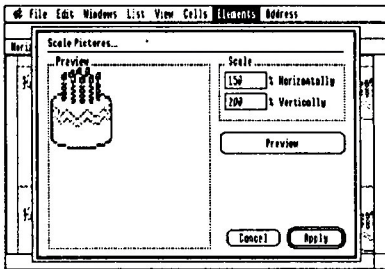 File Edit Windows List View Cells Elements Address
Scale Pictures...
Preview
Scale
150 % Horizontally
200 % Vertically
Preview
Cancel Apply